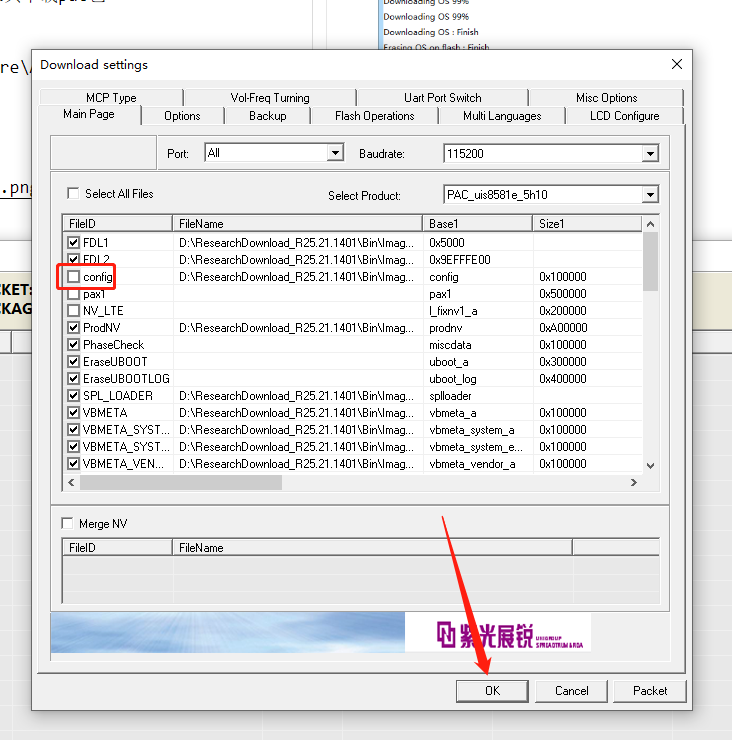 Downloading OS 99%
Downloading OS 99%
Downloading OS : Finish
Erasing OS on flash : Finish
Download settings
MCP Type
Vol-Freq Turning
Uart Port Switch
Misc Options
Main Page
Options
Backup
Flash Operations
Multi Languages
LCD Configure
Port:
All
Baudrate:
115200
Select All Files
Select Product:
PAC_uis8581e_5h10
FileID FileName Base1 Size1
FDL1 D:\ResearchDownload_R25.21.1401\Bin\Imag... 0x5000
FDL2 D:\ResearchDownload_R25.21.1401\Bin\Imag... 0x9EFFFE00
config D:\ResearchDownload_R25.21.1401\Bin\Imag... config 0x100000
pax1 pax1 0x500000
NV_LTE l_fixnv1_a 0x200000
ProdNV D:\ResearchDownload_R25.21.1401\Bin\Imag... prodnv 0xA00000
PhaseCheck miscdata 0x100000
EraseUBOOT uboot_a 0x300000
EraseUBOOTLOG uboot_log 0x400000
SPL_LOADER D:\ResearchDownload_R25.21.1401\Bin\Imag... splloader
VBMETA D:\ResearchDownload_R25.21.1401\Bin\Imag... vbmeta_a 0x100000
VBMETA_SYST... D:\ResearchDownload_R25.21.1401\Bin\Imag... vbmeta_system_a 0x100000
VBMETA_SYST... D:\ResearchDownload_R25.21.1401\Bin\Imag... vbmeta_system_e... 0x100000
VBMETA_VEN... D:\ResearchDownload_R25.21.1401\Bin\Imag... vbmeta_vendor_a 0x100000
Merge NV
FileID FileName
紫光展锐 UNIGROUP
SPREADTRUM & RDA
OK
Cancel
Packet
re\
.png
CKET:
CKAG